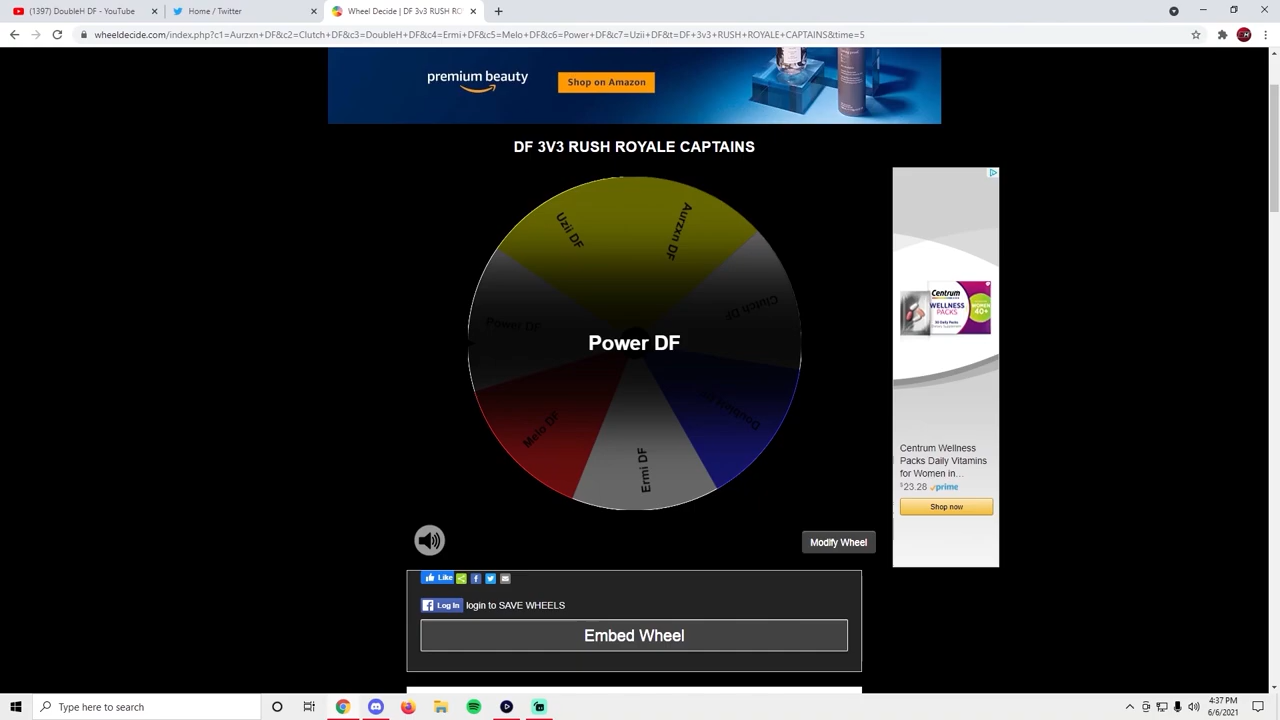 (1397) DoubleH DF - YouTube
Home / Twitter
Wheel Decide | DF 3v3 RUSH RO
wheeldecide.com/index.php?c1=Aurzxn+DF&c2=Clutch+DF&c3=DoubleH+DF&c4=Ermi+DF&c5=Melo+DF&c6=Power+DF&c7=Uzii+DF&t=DF+3v3+RUSH+ROYALE+CAPTAINS&time=5
premium beauty
Shop on Amazon
DF 3V3 RUSH ROYALE CAPTAINS
Uzii DF
Aurzxn DF
Power DF
Clutch DF
Power DF
DoubleH DF
Melo DF
Ermi DF
Centrum
WELLNESS
PACKS
WOMEN
40+
Centrum Wellness
Packs Daily Vitamins
for Women in...
$23.28 prime
Shop now
Modify Wheel
Like
Log In login to SAVE WHEELS
Embed Wheel
Type here to search
4:37 PM
6/6/2021